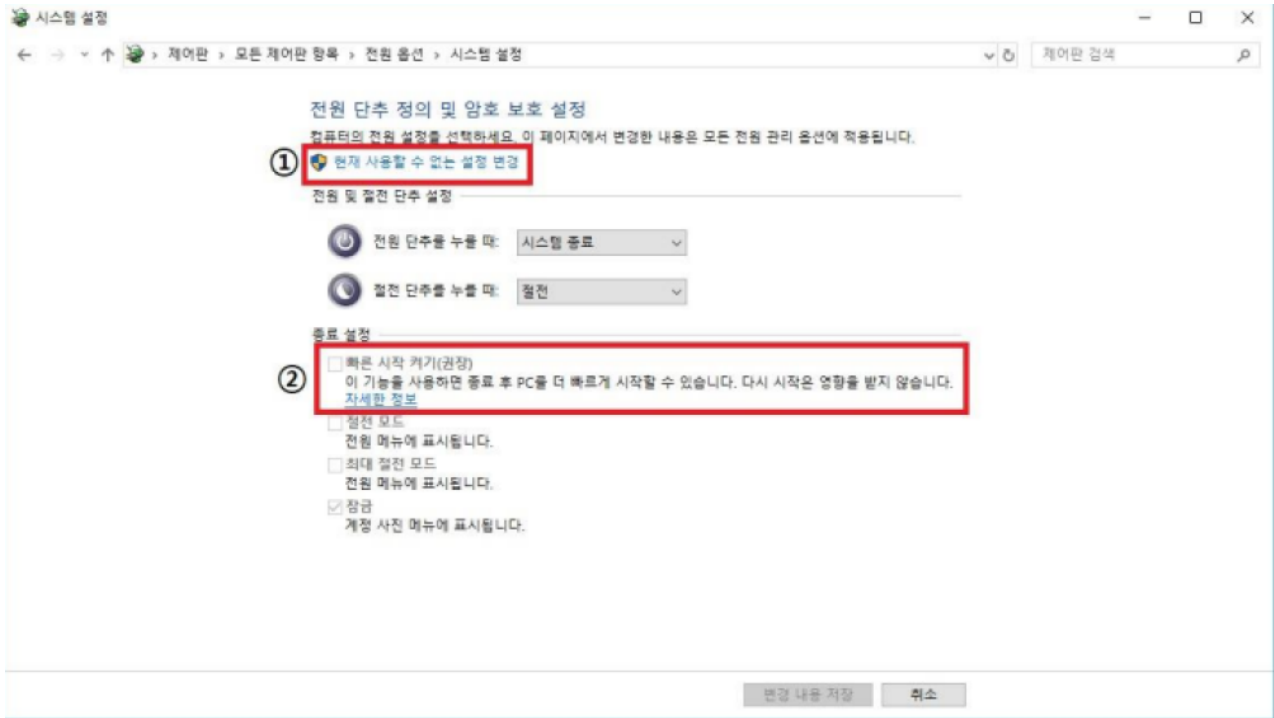 시스템 설정
제어판 › 모든 제어판 항목 › 전원 옵션 › 시스템 설정
제어판 검색
전원 단추 정의 및 암호 보호 설정
컴퓨터의 전원 설정을 선택하세요. 이 페이지에서 변경한 내용은 모든 전원 관리 옵션에 적용됩니다.
① 현재 사용할 수 없는 설정 변경
전원 및 절전 단추 설정
전원 단추를 누를 때: 시스템 종료
절전 단추를 누를 때: 절전
종료 설정
② 빠른 시작 켜기(권장)
이 기능을 사용하면 종료 후 PC을 더 빠르게 시작할 수 있습니다. 다시 시작은 영향을 받지 않습니다.
자세한 정보
절전 모드
전원 메뉴에 표시됩니다.
최대 절전 모드
전원 메뉴에 표시됩니다.
잠금
계정 사진 메뉴에 표시됩니다.
변경 내용 저장
취소